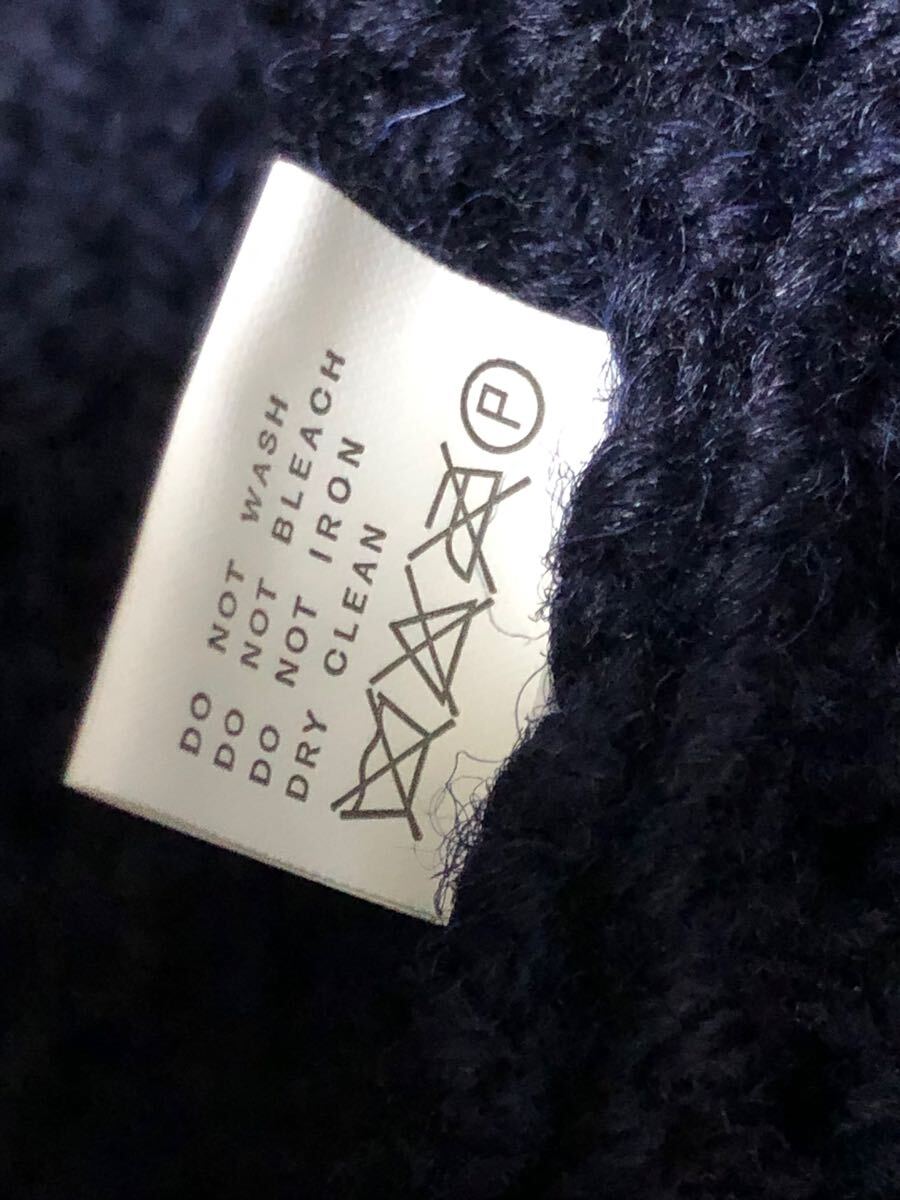 DO NOT WASH
DO NOT BLEACH
DO NOT IRON
DRY CLEAN
P